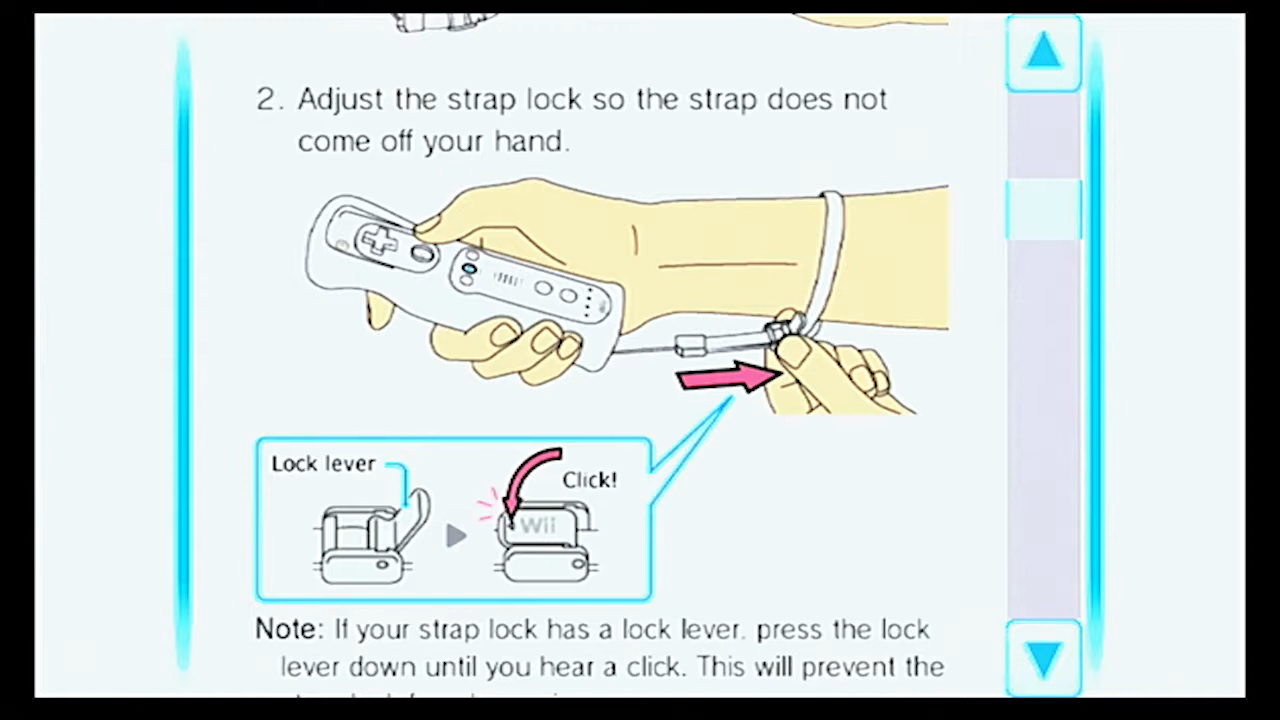 2. Adjust the strap lock so the strap does not
come off your hand.
Lock lever
Click!
Wii
Note: If your strap lock has a lock lever, press the lock
lever down until you hear a click. This will prevent the